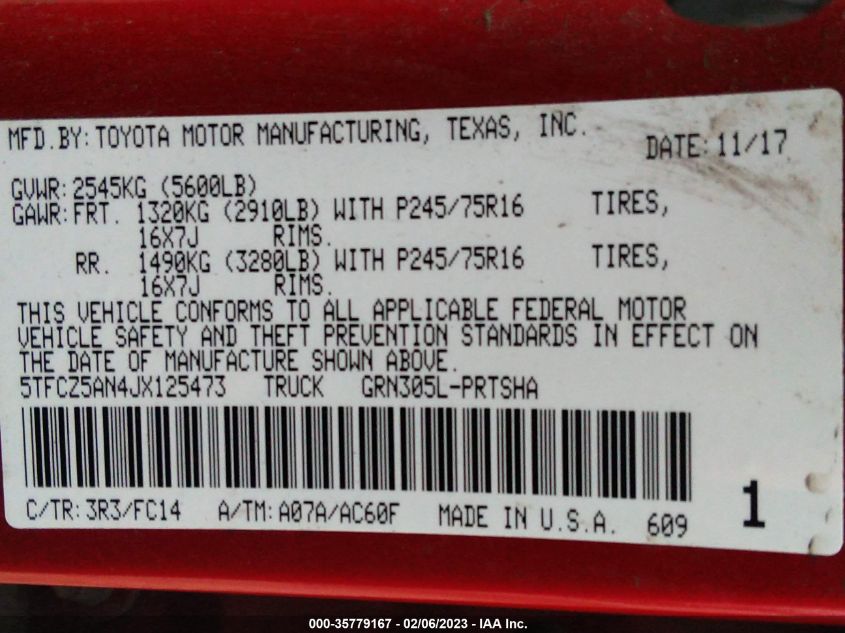 MFD.BY: TOYOTA MOTOR MANUFACTURING, TEXAS, INC. DATE: 11/17
GVWR: 2545KG (5600LB)
GAWR: FRT. 1320KG (2910LB) WITH P245/75R16 TIRES,
16X7J RIMS.
RR. 1490KG (3280LB) WITH P245/75R16 TIRES,
16X7J RIMS.
THIS VEHICLE CONFORMS TO ALL APPLICABLE FEDERAL MOTOR
VEHICLE SAFETY AND THEFT PREVENTION STANDARDS IN EFFECT ON
THE DATE OF MANUFACTURE SHOWN ABOVE.
5TFCZ5AN4JX125473 TRUCK GRN305L-PRTSHA
C/TR: 3R3/FC14 A/TM: A07A/AC60F MADE IN U.S.A. 609 1
000-35779167 - 02/06/2023 - IAA Inc.